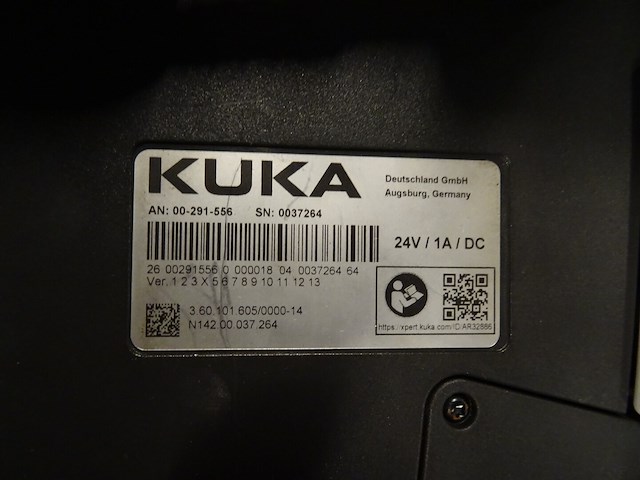 KUKA
Deutschland GmbH
Augsburg, Germany
AN: 00-291-556 SN: 0037264
24V / 1A / DC
26 00291556 0 000018 04 0037264 64
Ver. 1 2 3 X 5 6 7 8 9 10 11 12 13
3.60.101.605/0000-14
N142.00.037.264
https://xpert.kuka.com/ID/AR32886